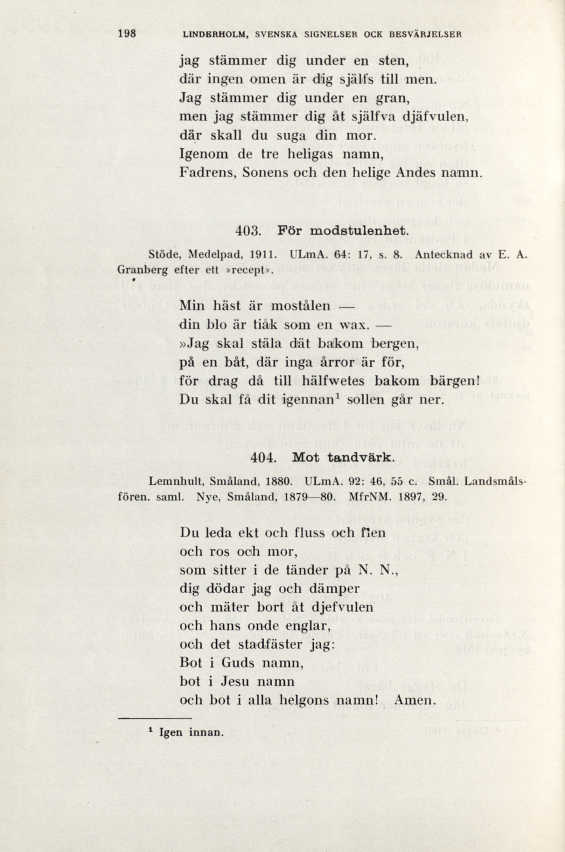 198 LINDERHOLM, SVENSKA SIGNELSER OCK BESVÄRJELSER
jag stämmer dig under en sten,
där ingen omen är dig själfs till men.
Jag stämmer dig under en gran,
men jag stämmer dig åt själfva djäfvulen,
där skall du suga din mor.
Igenom de tre heligas namn,
Fadrens, Sonens och den helige Andes namn.
403. För modstulenhet.
Stöde, Medelpad, 1911. ULmA. 64: 17, s. 8. Antecknad av E. A.
Granberg efter ett »recept».
Min häst är mostålen —
din blo är tiåk som en wax. —
»Jag skal stäla dät bakom bergen,
på en båt, där inga årror är för,
för drag då till hälfwetes bakom bärgen!
Du skal få dit igennan¹ sollen går ner.
404. Mot tandvärk.
Lemnhult, Småland, 1880. ULmA. 92: 46, 55 c. Smål. Landsmåls-
fören. saml. Nye, Småland, 1879—80. MfrNM. 1897, 29.
Du leda ekt och fluss och flen
och ros och mor,
som sitter i de tänder på N. N.,
dig dödar jag och dämper
och mäter bort åt djefvulen
och hans onde englar,
och det stadfäster jag:
Bot i Guds namn,
bot i Jesu namn
och bot i alla helgons namn! Amen.
¹ Igen innan.